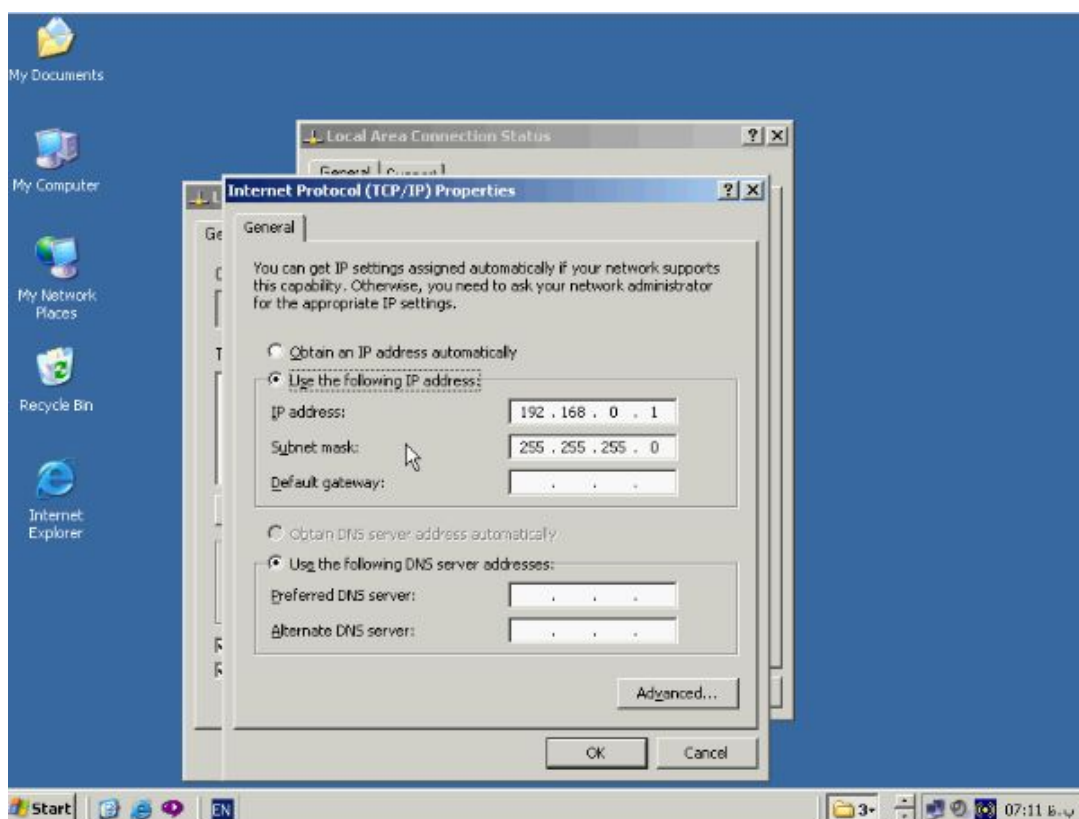 My Documents
My Computer
My Network
Places
Recycle Bin
Internet
Explorer
Local Area Connection Status
General
Internet Protocol (TCP/IP) Properties
General
You can get IP settings assigned automatically if your network supports
this capability. Otherwise, you need to ask your network administrator
for the appropriate IP settings.
Obtain an IP address automatically
Use the following IP address:
IP address: 192 . 168 . 0 . 1
Subnet mask: 255 . 255 . 255 . 0
Default gateway: . . .
Obtain DNS server address automatically
Use the following DNS server addresses:
Preferred DNS server: . . .
Alternate DNS server: . . .
Advanced...
OK Cancel
Start EN 3 07:11 ب.ظ